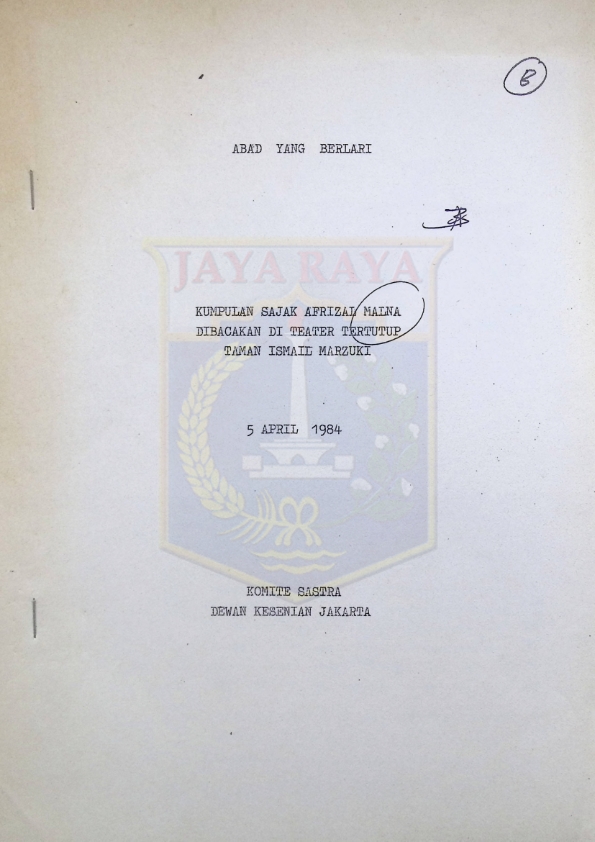 B
ABAD YANG BERLARI
JAYA RAYA
KUMPULAN SAJAK AFRIZAL MALNA
DIBACAKAN DI TEATER TERTUTUP
TAMAN ISMAIL MARZUKI
5 APRIL 1984
KOMITE SASTRA
DEWAN KESENIAN JAKARTA